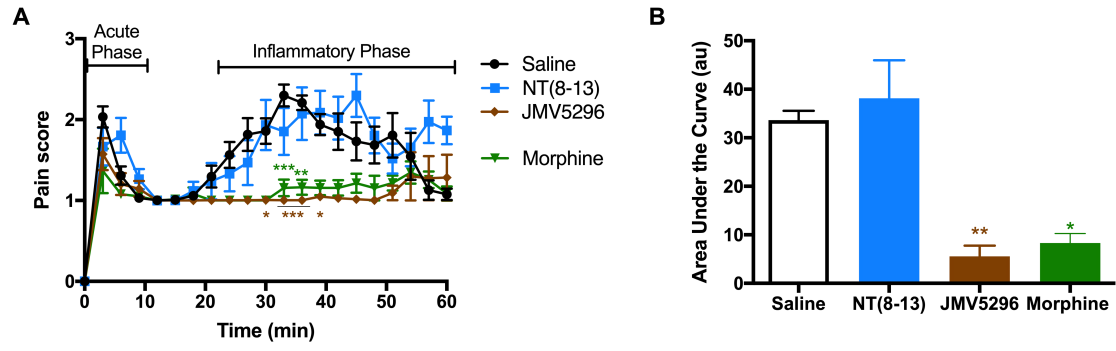 A
Acute
Phase
Inflammatory Phase
3
2
1
0
Pain score
***
**
*
***
*
0
10
20
30
40
50
60
Time (min)
Saline
NT(8-13)
JMV5296
Morphine
B
50
40
30
20
10
0
Area Under the Curve (au)
**
*
Saline
NT(8-13)
JMV5296
Morphine